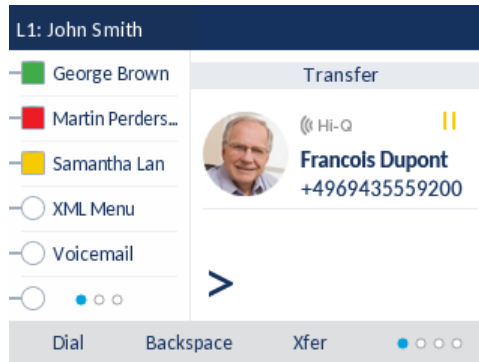 L1: John Smith
George Brown
Martin Perders...
Samantha Lan
XML Menu
Voicemail
Transfer
Hi-Q
Francois Dupont
+4969435559200
>
Dial Backspace Xfer